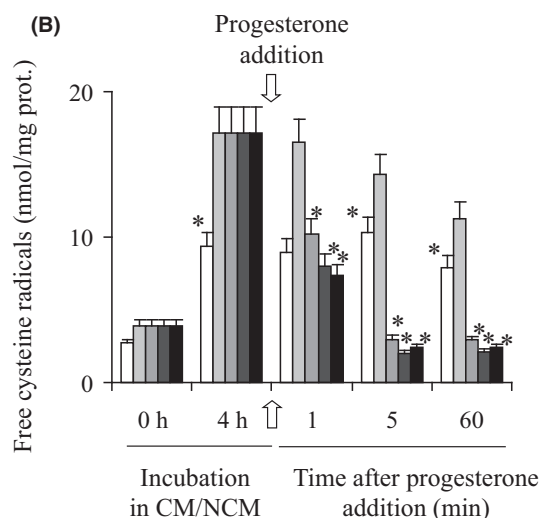 (B)
Progesterone
addition
Free cysteine radicals (nmol/mg prot.)
20
10
0
*
*
* *
*
* * *
*
* * *
0 h 4 h 1 5 60
Incubation
in CM/NCM
Time after progesterone
addition (min)